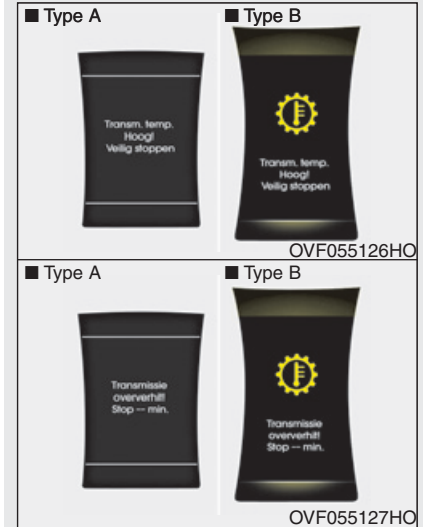 ■ Type A
■ Type B
Transm. temp.
Hoog!
Veilig stoppen
Transm. temp.
Hoog!
Veilig stoppen
OVF055126HO
■ Type A
■ Type B
Transmissie
oververhit!
Stop -- min.
Transmissie
oververhit!
Stop -- min.
OVF055127HO